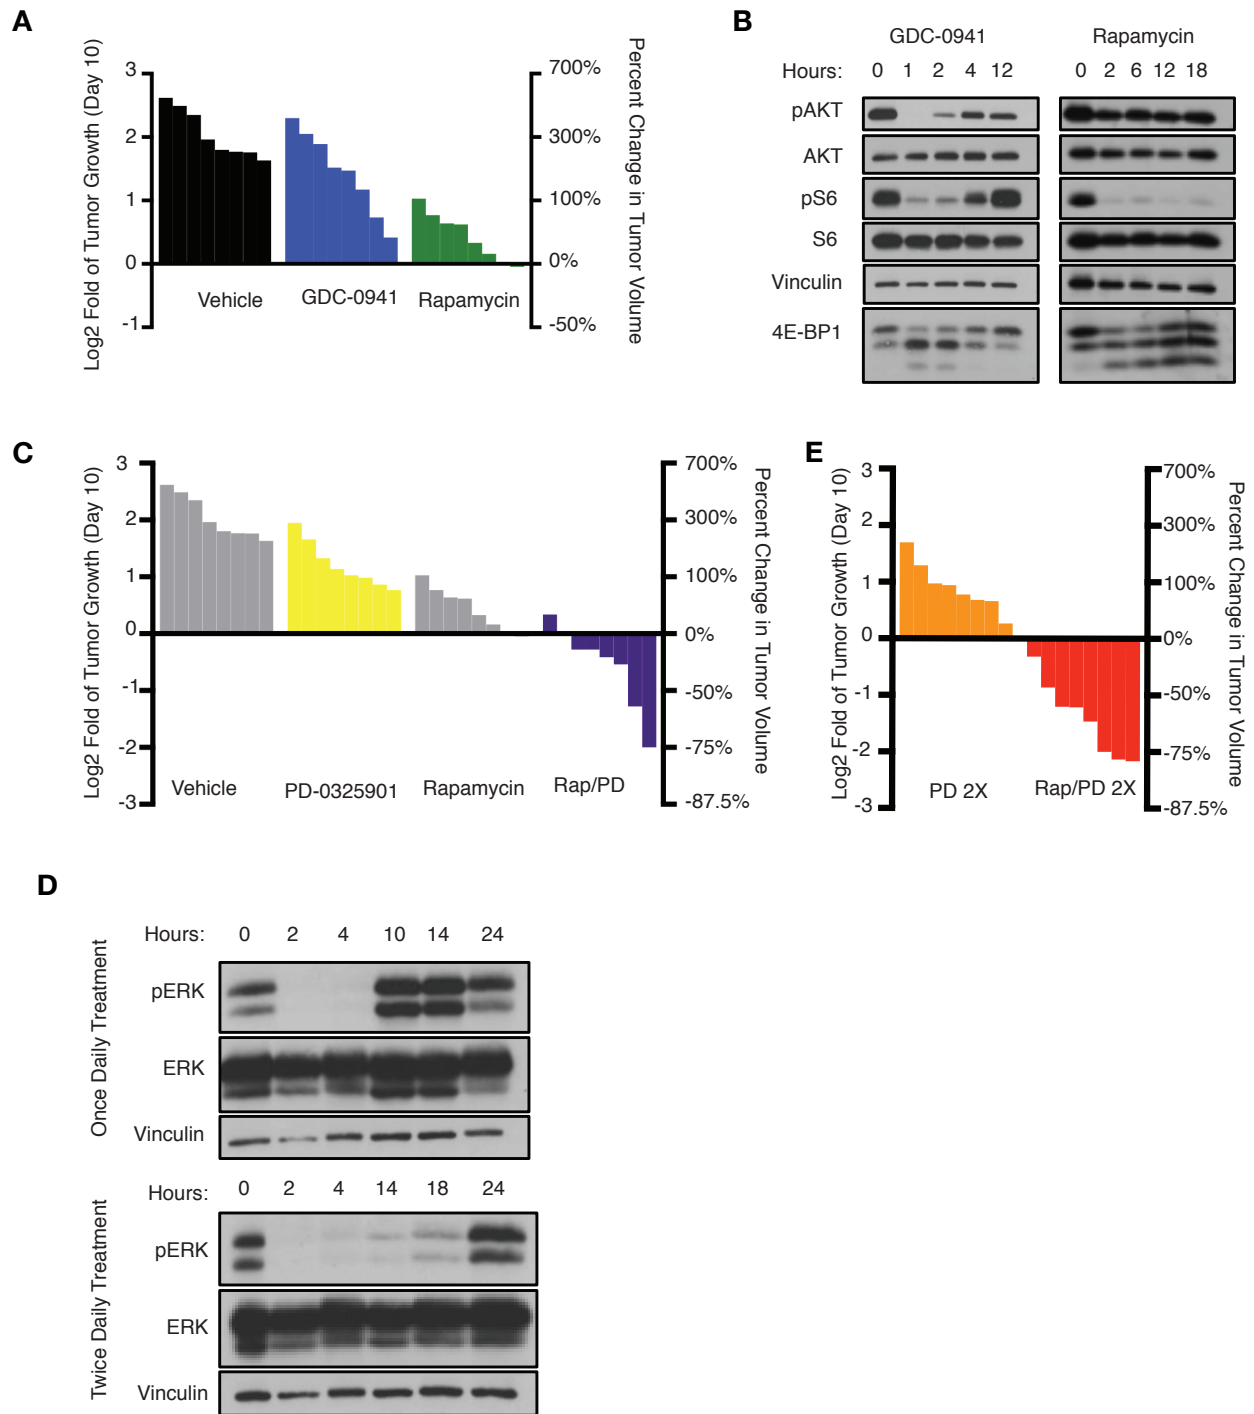 A
Log2 Fold of Tumor Growth (Day 10)
3
2
1
0
-1
Vehicle
GDC-0941
Rapamycin
700%
300%
100%
0%
-50%
Percent Change in Tumor Volume
B
GDC-0941 Rapamycin
Hours: 0 1 2 4 12 0 2 6 12 18
pAKT
AKT
pS6
S6
Vinculin
4E-BP1
C
Log2 Fold of Tumor Growth (Day 10)
3
2
1
0
-1
-2
-3
Vehicle
PD-0325901
Rapamycin
Rap/PD
700%
300%
100%
0%
-50%
-75%
-87.5%
Percent Change in Tumor Volume
E
Log2 Fold of Tumor Growth (Day 10)
3
2
1
0
-1
-2
-3
PD 2X
Rap/PD 2X
700%
300%
100%
0%
-50%
-75%
-87.5%
Percent Change in Tumor Volume
D
Once Daily Treatment
Hours: 0 2 4 10 14 24
pERK
ERK
Vinculin
Twice Daily Treatment
Hours: 0 2 4 14 18 24
pERK
ERK
Vinculin